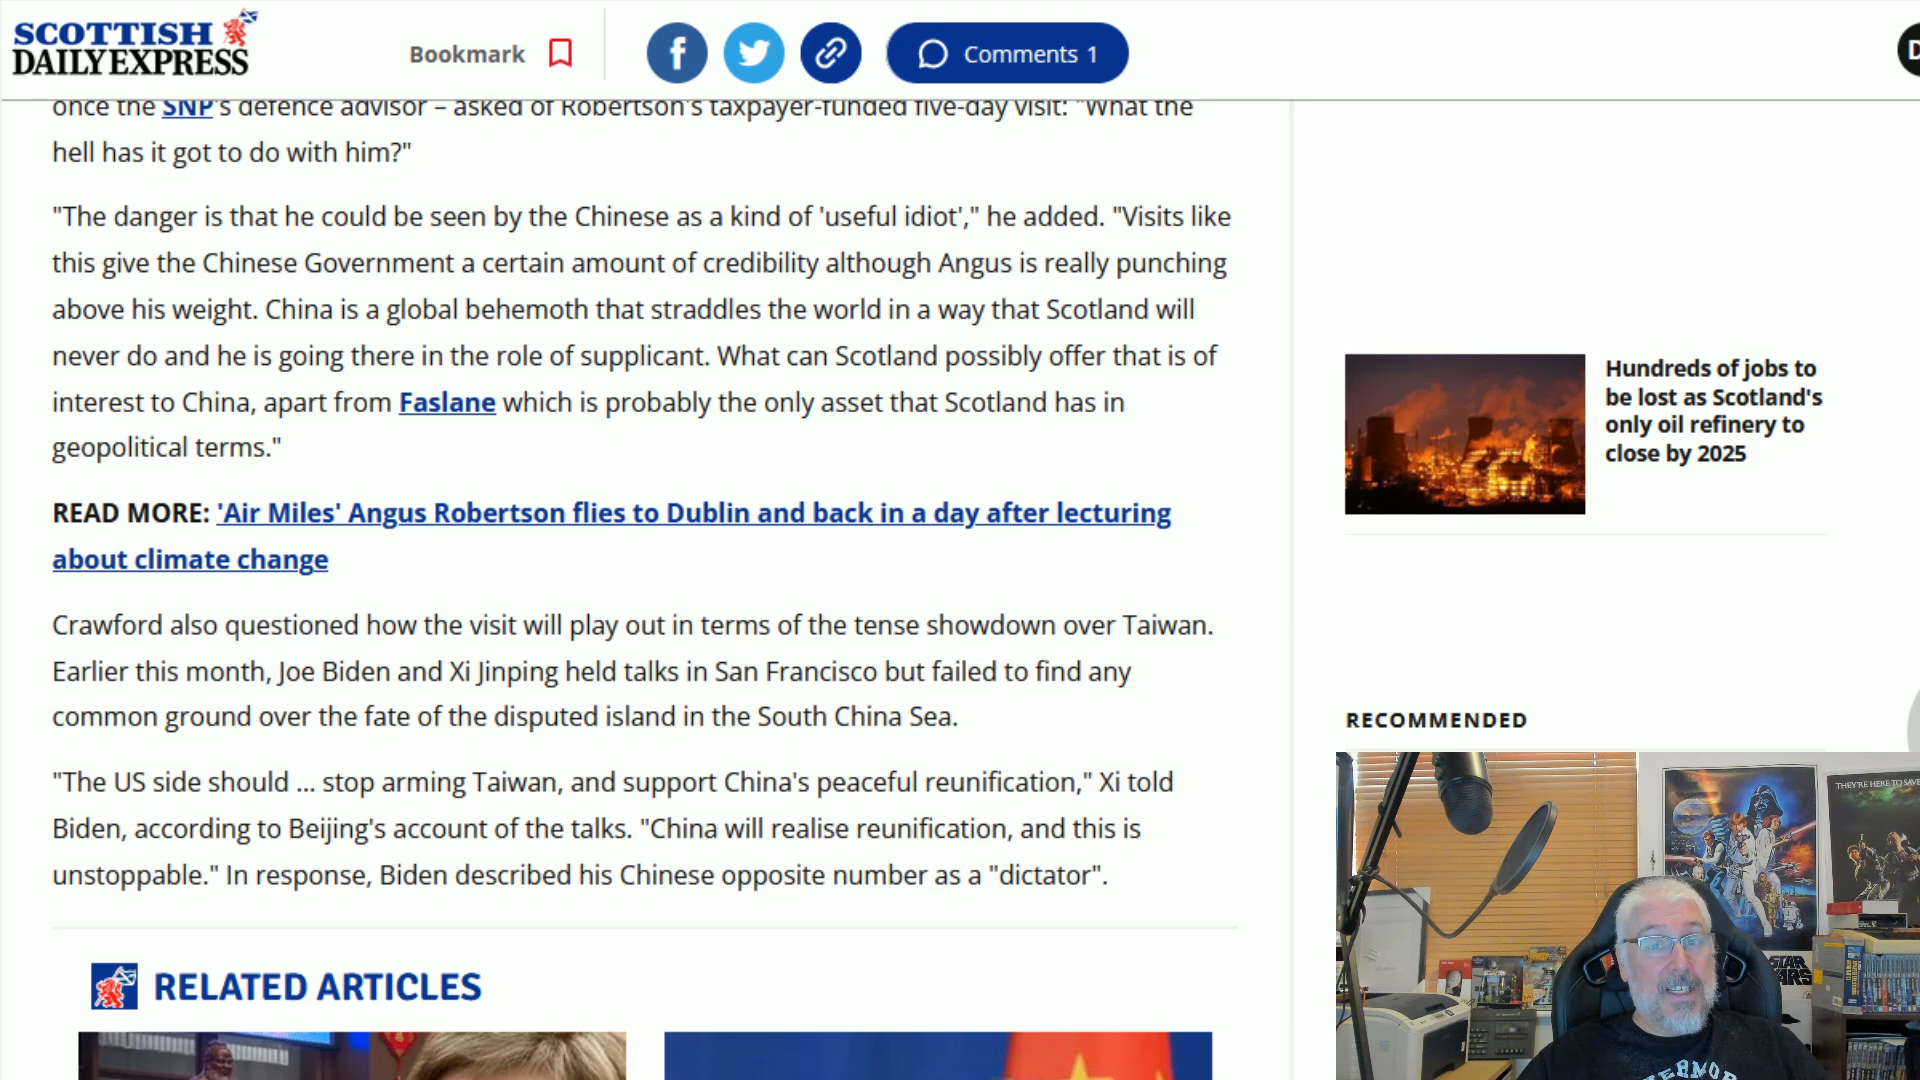 SCOTTISH
DAILY EXPRESS
Bookmark
Comments 1
once the SNP's defence advisor – asked of Robertson's taxpayer-funded five-day visit: "What the
hell has it got to do with him?"
"The danger is that he could be seen by the Chinese as a kind of 'useful idiot'," he added. "Visits like
this give the Chinese Government a certain amount of credibility although Angus is really punching
above his weight. China is a global behemoth that straddles the world in a way that Scotland will
never do and he is going there in the role of supplicant. What can Scotland possibly offer that is of
interest to China, apart from Faslane which is probably the only asset that Scotland has in
geopolitical terms."
READ MORE: 'Air Miles' Angus Robertson flies to Dublin and back in a day after lecturing
about climate change
Crawford also questioned how the visit will play out in terms of the tense showdown over Taiwan.
Earlier this month, Joe Biden and Xi Jinping held talks in San Francisco but failed to find any
common ground over the fate of the disputed island in the South China Sea.
"The US side should ... stop arming Taiwan, and support China's peaceful reunification," Xi told
Biden, according to Beijing's account of the talks. "China will realise reunification, and this is
unstoppable." In response, Biden described his Chinese opposite number as a "dictator".
RELATED ARTICLES
Hundreds of jobs to
be lost as Scotland's
only oil refinery to
close by 2025
RECOMMENDED
THEY'RE HERE TO SAVE
STAR
WARS